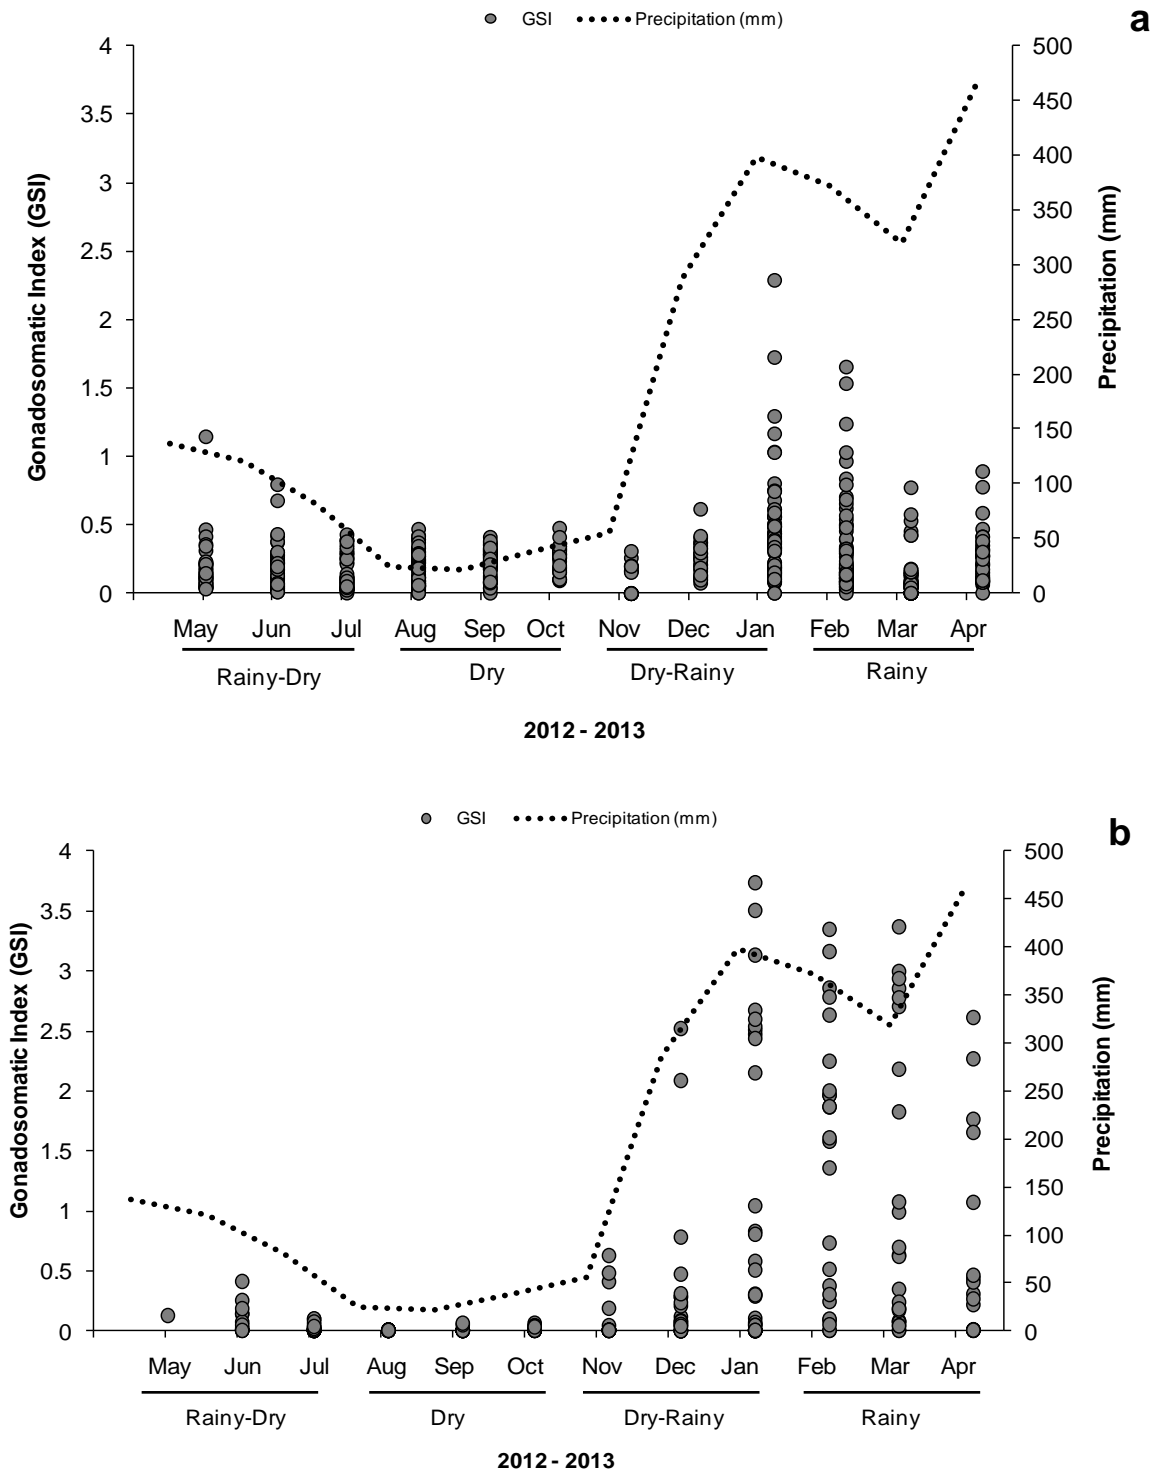 GSI Precipitation (mm) a
4 500
3.5 450
3 400
2.5 350
2 300
1.5 250
1 200
0.5 150
0 100
50
0
Gonadosomatic Index (GSI)
Precipitation (mm)
May Jun Jul Aug Sep Oct Nov Dec Jan Feb Mar Apr
Rainy-Dry Dry Dry-Rainy Rainy
2012 - 2013
GSI Precipitation (mm) b
4 500
3.5 450
3 400
2.5 350
2 300
1.5 250
1 200
0.5 150
0 100
50
0
Gonadosomatic Index (GSI)
Precipitation (mm)
May Jun Jul Aug Sep Oct Nov Dec Jan Feb Mar Apr
Rainy-Dry Dry Dry-Rainy Rainy
2012 - 2013